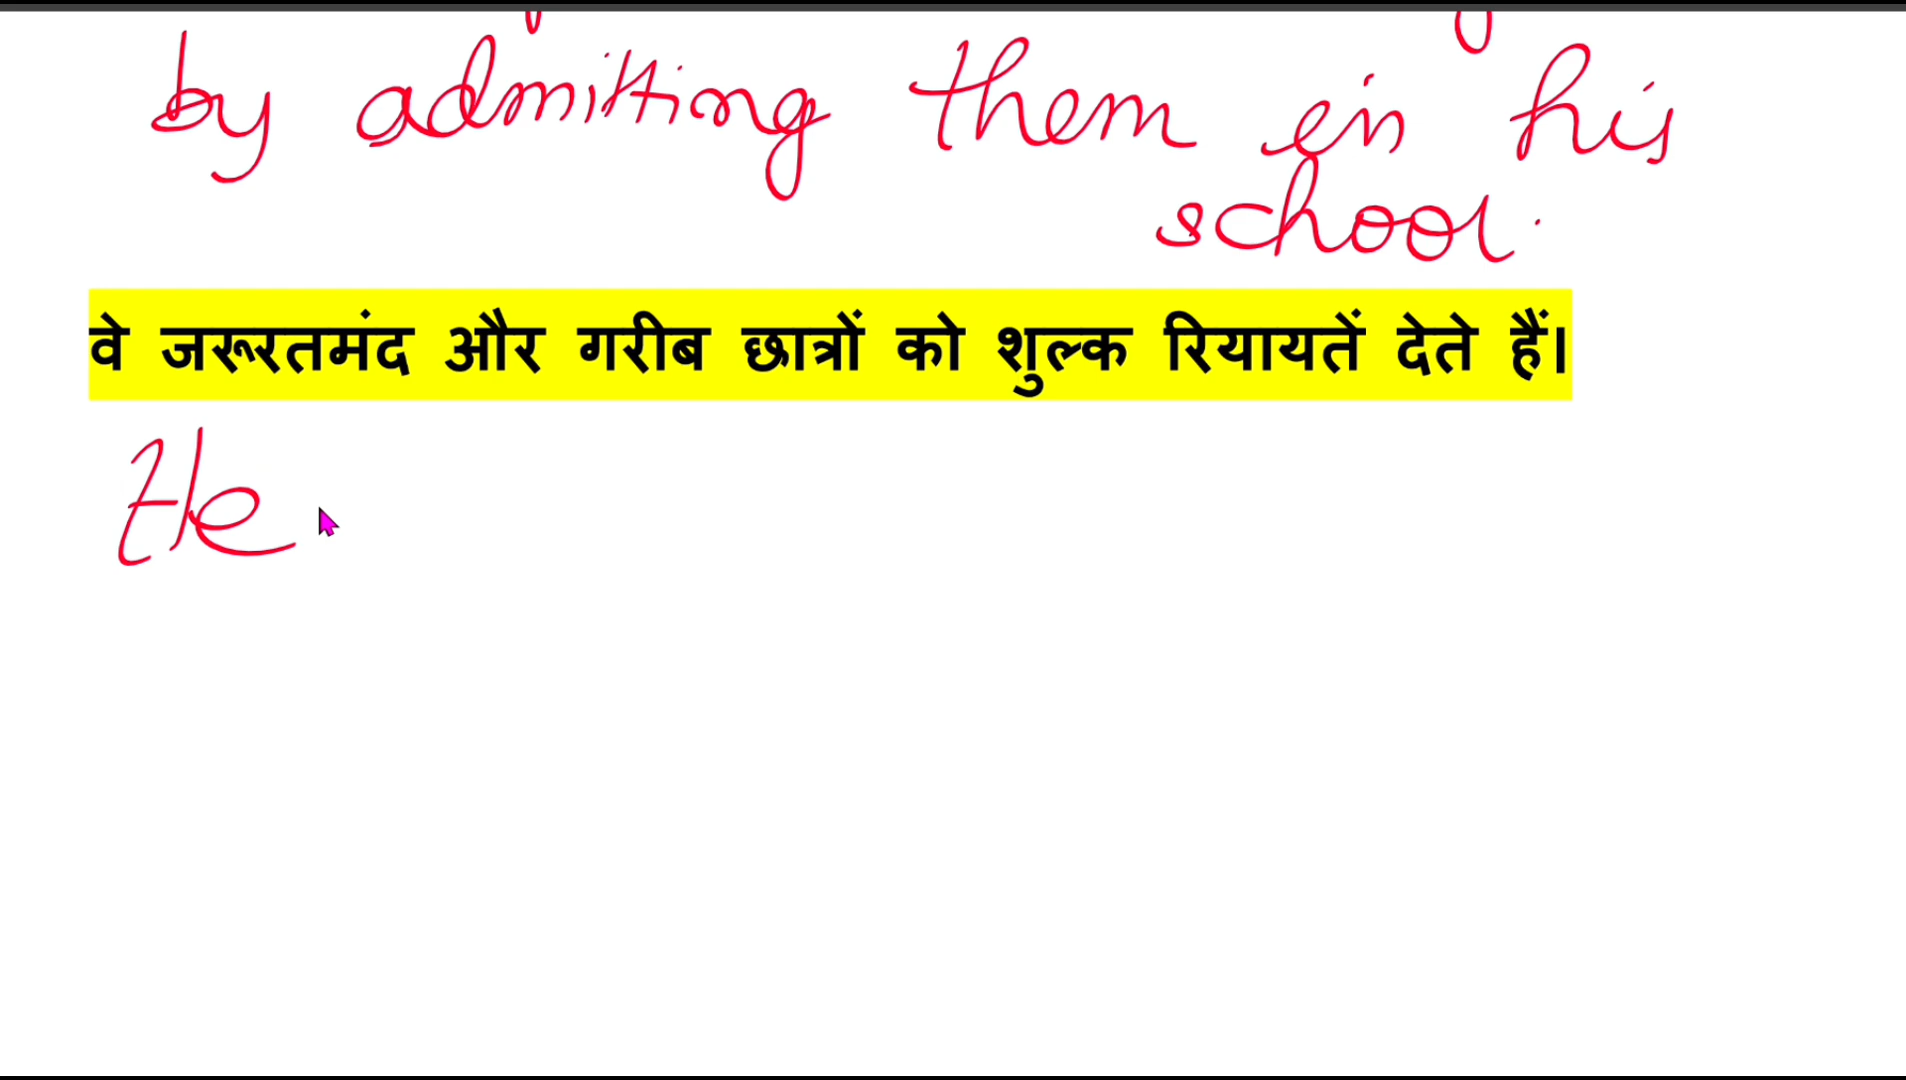 by admitting them in his
school.
वे जरूरतमंद और गरीब छात्रों को शुल्क रियायतें देते हैं।
He